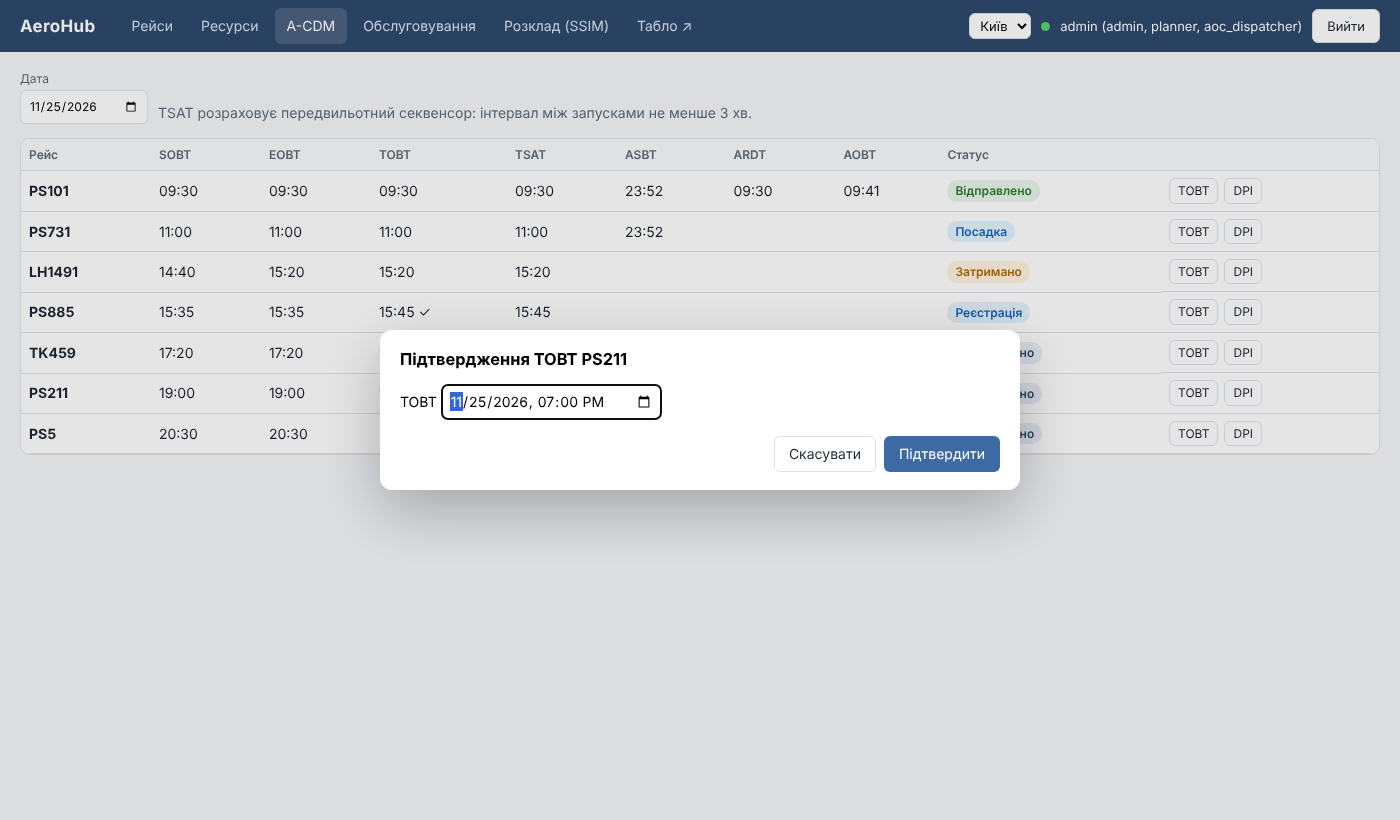 AeroHub Рейси Ресурси A-CDM Обслуговування Розклад (SSIM) Табло ↗ Київ admin (admin, planner, aoc_dispatcher) Вийти
Дата
11/25/2026 TSAT розраховує передвильотний секвенсор: інтервал між запусками не менше 3 хв.
Рейс SOBT EOBT TOBT TSAT ASBT ARDT AOBT Статус
PS101 09:30 09:30 09:30 09:30 23:52 09:30 09:41 Відправлено TOBT DPI
PS731 11:00 11:00 11:00 11:00 23:52 Посадка TOBT DPI
LH1491 14:40 15:20 15:20 15:20 Затримано TOBT DPI
PS885 15:35 15:35 15:45 ✓ 15:45 Реєстрація TOBT DPI
TK459 17:20 17:20 но TOBT DPI
PS211 19:00 19:00 но TOBT DPI
PS5 20:30 20:30 но TOBT DPI
Підтвердження TOBT PS211
TOBT 11/25/2026, 07:00 PM
Скасувати Підтвердити